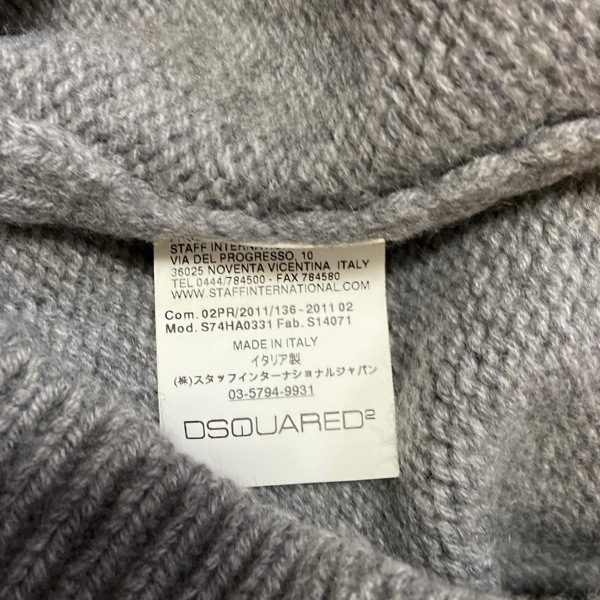 STAFF
VIA DEL PROGRESSO, 10
36025 NOVENTA VICENTINA ITALY
TEL 0444/784500 - FAX 784580
WWW.STAFFINTERNATIONAL.COM
Com. 02PR/2011/136 - 2011 02
Mod. S74HA0331 Fab. S14071
MADE IN ITALY
イタリア製
(株)スタッフインターナショナルジャパン
03-5794-9931
DSQUARED²